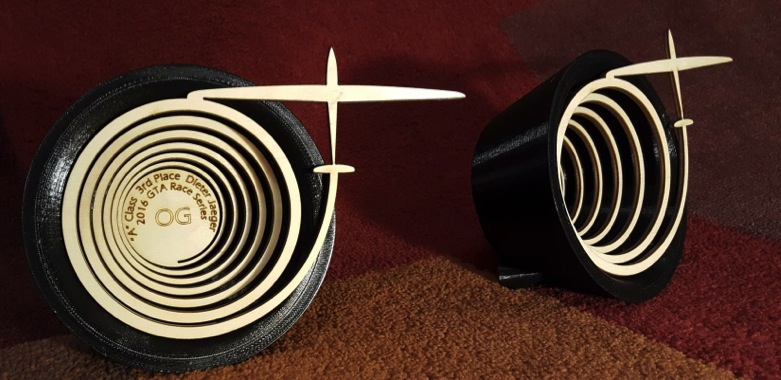 "A" Class 3rd Place Dieter Jaeger
2016 GTA Race Series
OG